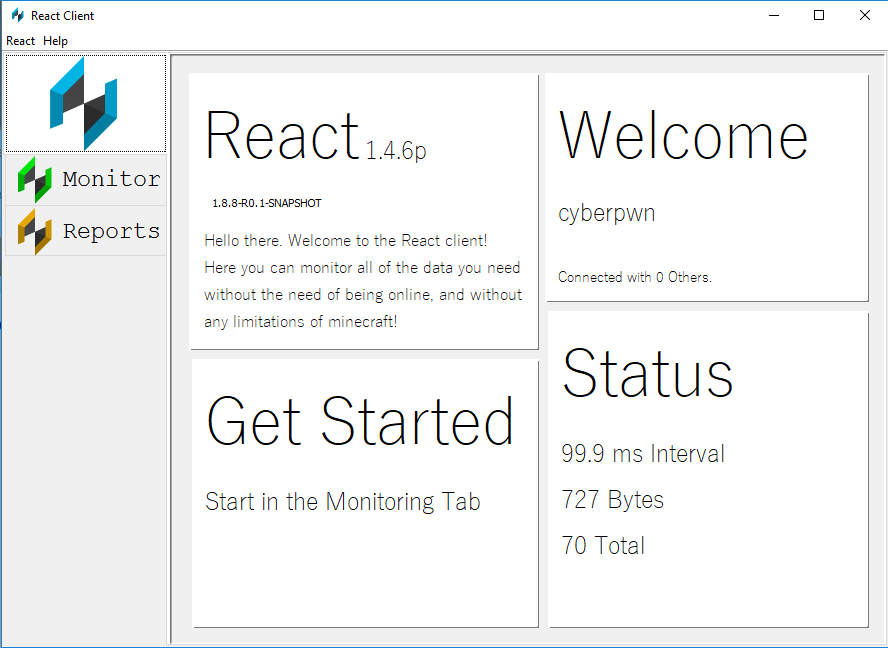 React Client
React Help
Monitor
Reports
React 1.4.6p
1.8.8-R0.1-SNAPSHOT
Hello there. Welcome to the React client!
Here you can monitor all of the data you need
without the need of being online, and without
any limitations of minecraft!
Get Started
Start in the Monitoring Tab
Welcome
cyberpwn
Connected with 0 Others.
Status
99.9 ms Interval
727 Bytes
70 Total